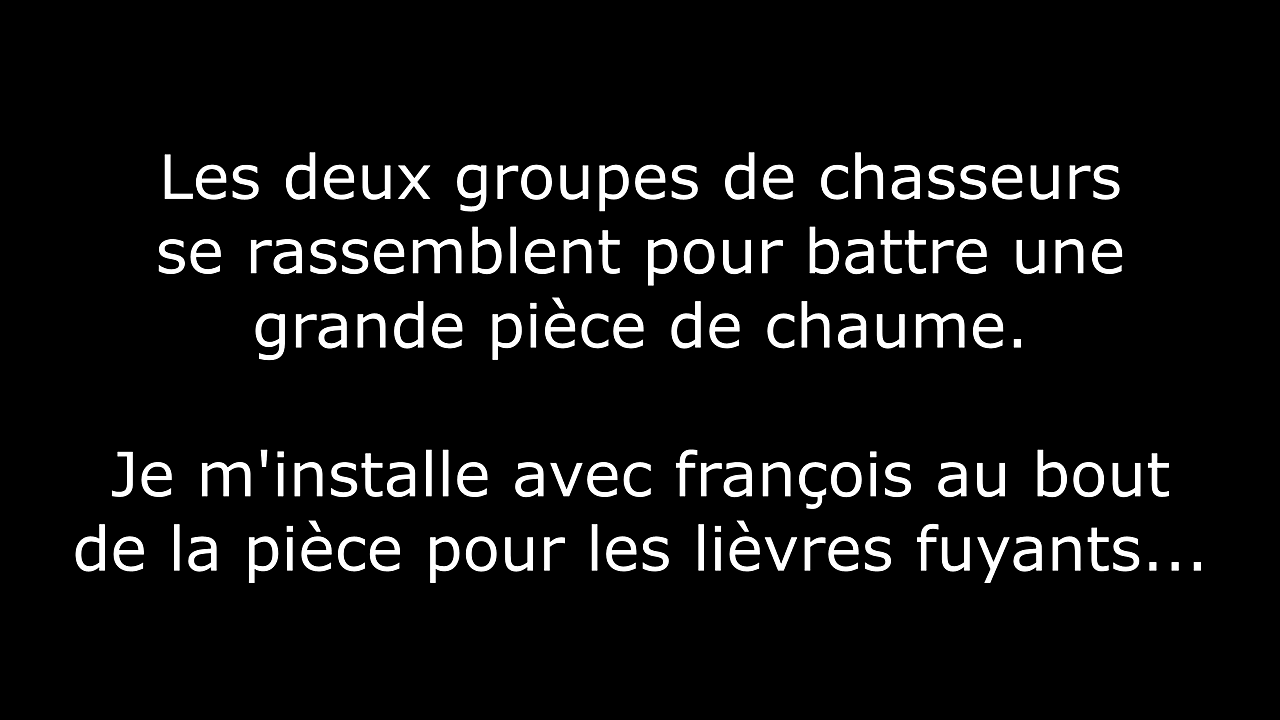 Les deux groupes de chasseurs
se rassemblent pour battre une
grande pièce de chaume.
Je m'installe avec françois au bout
de la pièce pour les lièvres fuyants...